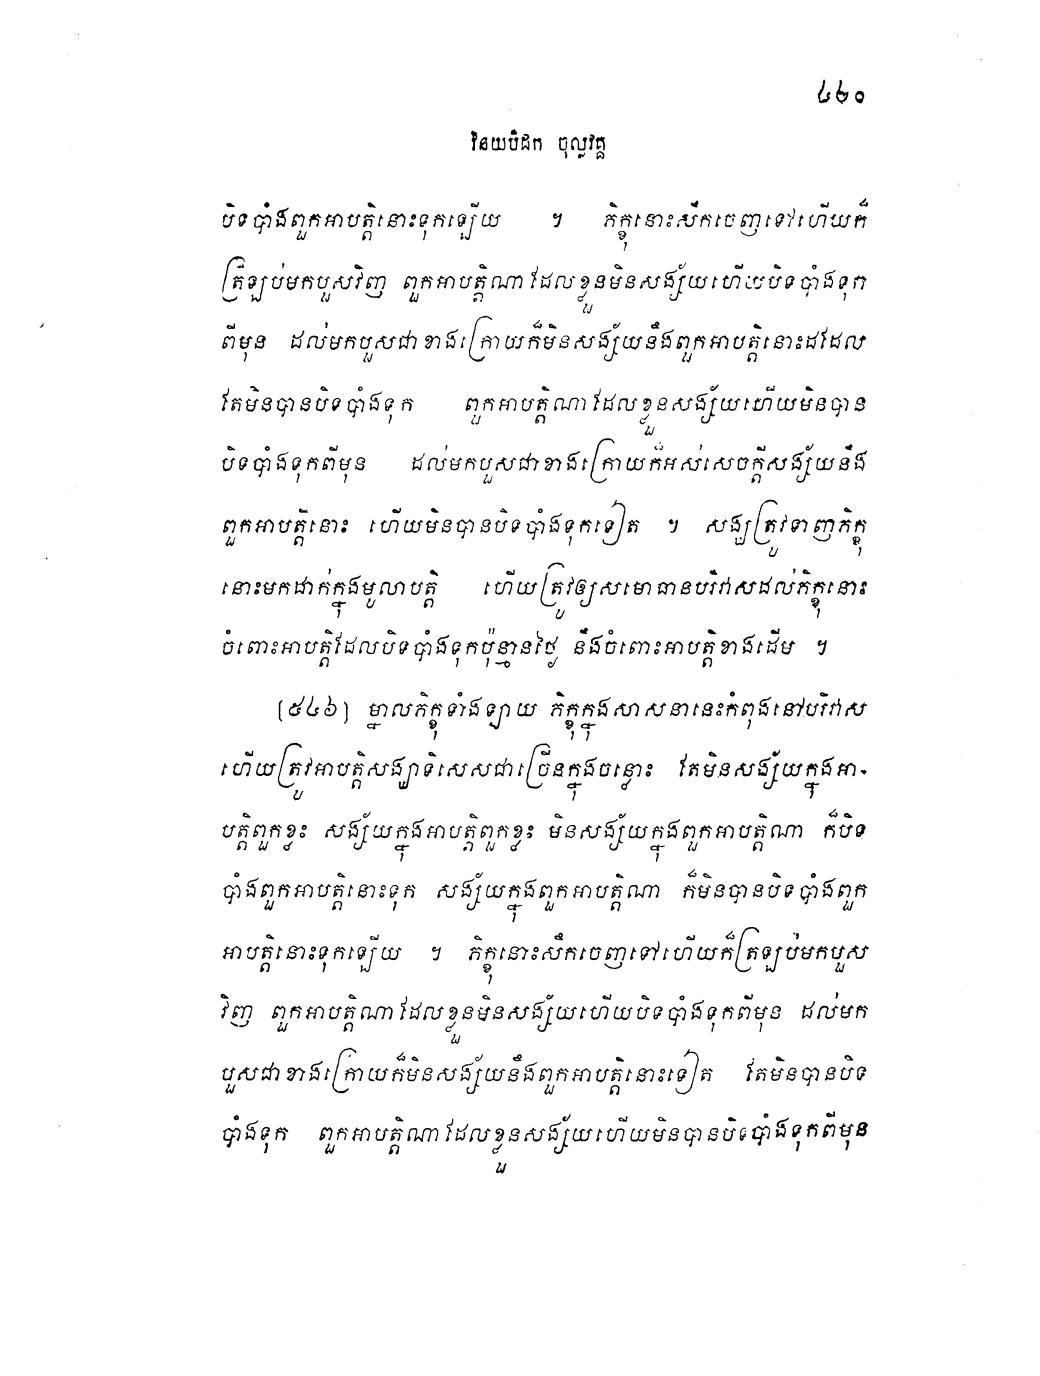 ៤៦០
វិនយបិដក ចុល្លវគ្គ
បិទបាំងពួកអាបត្តិនោះទុកឡើយ ។ ភិក្ខុនោះសឹកចេញទៅហើយក៏
ត្រឡប់មកបួសវិញ ពួកអាបត្តិណាដែលខ្លួនមិនសង្ស័យហើយបិទបាំងទុក
ពីមុន ដល់មកបួសជាខាងក្រោយក៏មិនសង្ស័យនឹងពួកអាបត្តិនោះដដែល
តែមិនបានបិទបាំងទុក ពួកអាបត្តិណាដែលខ្លួនសង្ស័យហើយមិនបាន
បិទបាំងទុកពីមុន ដល់មកបួសជាខាងក្រោយក៏អស់សេចក្តីសង្ស័យនឹង
ពួកអាបត្តិនោះ ហើយមិនបានបិទបាំងទុកទៀត ។ សង្ឃត្រូវទាញភិក្ខុ
នោះមកដាក់ក្នុងមូលាបត្តិ ហើយត្រូវឲ្យសមោធានបរិវាសដល់ភិក្ខុនោះ
ចំពោះអាបត្តិដែលបិទបាំងទុកប៉ុន្មានថ្ងៃ នឹងចំពោះអាបត្តិខាងដើម ។
(៥៤៦) ម្នាលភិក្ខុទាំងឡាយ ភិក្ខុក្នុងសាសនានេះកំពុងនៅបរិវាស
ហើយត្រូវអាបត្តិសង្ឃាទិសេសជាច្រើនក្នុងចន្លោះ តែមិនសង្ស័យក្នុងអា-
បត្តិពួកខ្លះ សង្ស័យក្នុងអាបត្តិពួកខ្លះ មិនសង្ស័យក្នុងពួកអាបត្តិណា ក៏បិទ
បាំងពួកអាបត្តិនោះទុក សង្ស័យក្នុងពួកអាបត្តិណា ក៏មិនបានបិទបាំងពួក
អាបត្តិនោះទុកឡើយ ។ ភិក្ខុនោះសឹកចេញទៅហើយក៏ត្រឡប់មកបួស
វិញ ពួកអាបត្តិណាដែលខ្លួនមិនសង្ស័យហើយបិទបាំងទុកពីមុន ដល់មក
បួសជាខាងក្រោយក៏មិនសង្ស័យនឹងពួកអាបត្តិនោះទៀត តែមិនបានបិទ
បាំងទុក ពួកអាបត្តិណាដែលខ្លួនសង្ស័យហើយមិនបានបិទបាំងទុកពីមុន